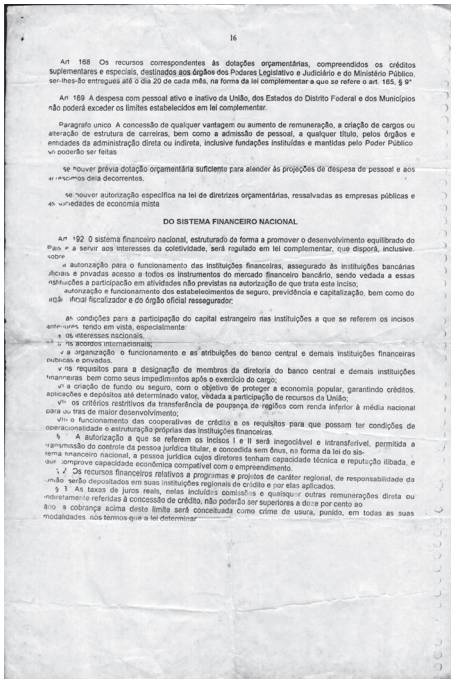 16
Art 168 Os recursos correspondentes às dotações orçamentárias, compreendidos os créditos
suplementares e especiais, destinados aos órgãos dos Poderes Legislativo e Judiciário e do Ministério Público,
ser-lhes-ão entregues até o dia 20 de cada mês, na forma da lei complementar a que se refere o art. 165, § 9º
Art 169 A despesa com pessoal ativo e inativo da União, dos Estados do Distrito Federal e dos Municípios
não poderá exceder os limites estabelecidos em lei complementar.
Paragrafo unico A concessão de qualquer vantagem ou aumento de remuneração, a criação de cargos ou
alteração de estrutura de carreiras, bem como a admissão de pessoal, a qualquer título, pelos órgãos e
entidades da administração direta ou indireta, inclusive fundações instituídas e mantidas pelo Poder Público
poderão ser feitas
se houver prévia dotação orçamentária suficiente para atender às projeções de despesa de pessoal e aos
dela decorrentes.
se houver autorização específica na lei de diretrizes orçamentárias, ressalvadas as empresas públicas e
as sociedades de economia mista
DO SISTEMA FINANCEIRO NACIONAL
Art 192 O sistema financeiro nacional, estruturado de forma a promover o desenvolvimento equilibrado do
País e a servir aos interesses da coletividade, será regulado em lei complementar, que disporá, inclusive,
sobre
a autorização para o funcionamento das instituições financeiras, assegurado às instituições bancárias
oficiais e privadas acesso a todos os instrumentos do mercado financeiro bancário, sendo vedada a essas
instituições a participação em atividades não previstas na autorização de que trata este inciso;
autorização e funcionamento dos estabelecimentos de seguro, previdência e capitalização, bem como do
oficial fiscalizador e do órgão oficial ressegurador;
as condições para a participação do capital estrangeiro nas instituições a que se referem os incisos
anteriores tendo em vista, especialmente:
os interesses nacionais,
os acordos internacionais;
a organização o funcionamento e as atribuições do banco central e demais instituições financeiras
públicas e privadas.
os requisitos para a designação de membros da diretoria do banco central e demais instituições
financeiras bem como seus impedimentos após o exercício do cargo;
a criação de fundo ou seguro, com o objetivo de proteger a economia popular, garantindo créditos,
aplicações e depósitos até determinado valor, vedada a participação de recursos da União;
os critérios restritivos da transferência de poupança de regiões com renda inferior à média nacional
para outras de maior desenvolvimento;
o funcionamento das cooperativas de crédito e os requisitos para que possam ter condições de
operacionalidade e estruturação próprias das instituições financeiras.
§ A autorização a que se referem os incisos I e II será inegociável e intransferível, permitida a
transmissão do controle da pessoa jurídica titular, e concedida sem ônus, na forma da lei do sis-
tema financeiro nacional, a pessoa jurídica cujos diretores tenham capacidade técnica e reputação ilibada, e
que comprove capacidade econômica compatível com o empreendimento.
§ 2 Os recursos financeiros relativos a programas e projetos de caráter regional, de responsabilidade da
União serão depositados em suas instituições regionais de crédito e por elas aplicados.
§ 3 As taxas de juros reais, nelas incluídas comissões e quaisquer outras remunerações direta ou
indiretamente referidas à concessão de crédito, não poderão ser superiores a doze por cento ao
ano a cobrança acima deste limite será conceituada como crime de usura, punido, em todas as suas
modalidades nos termos que a lei determinar